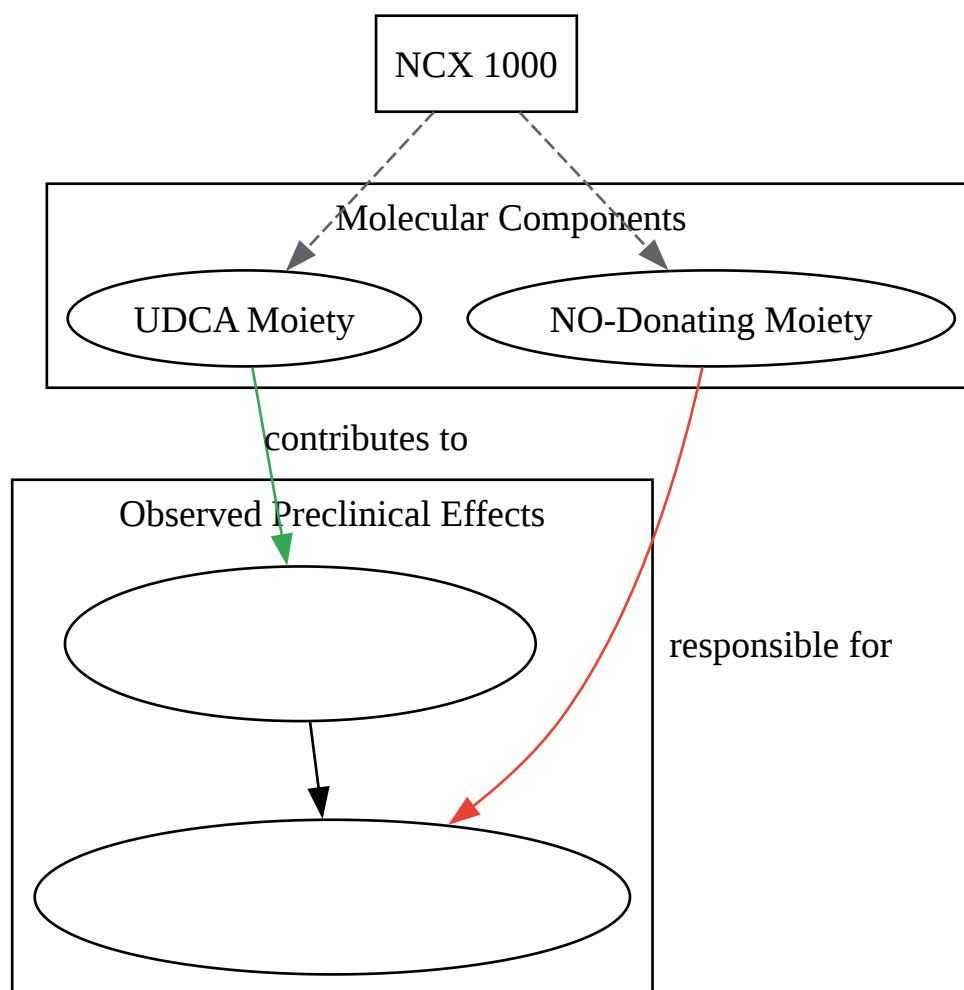 NCX 1000
Molecular Components
UDCA Moiety
NO-Donating Moiety
contributes to
Observed Preclinical Effects
responsible for